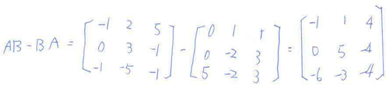 AB - BA = [-1 2 5; 0 3 -1; -1 -5 -1] - [0 1 1; 0 -2 3; 5 -2 3] = [-1 1 4; 0 5 -4; -6 -3 -4]